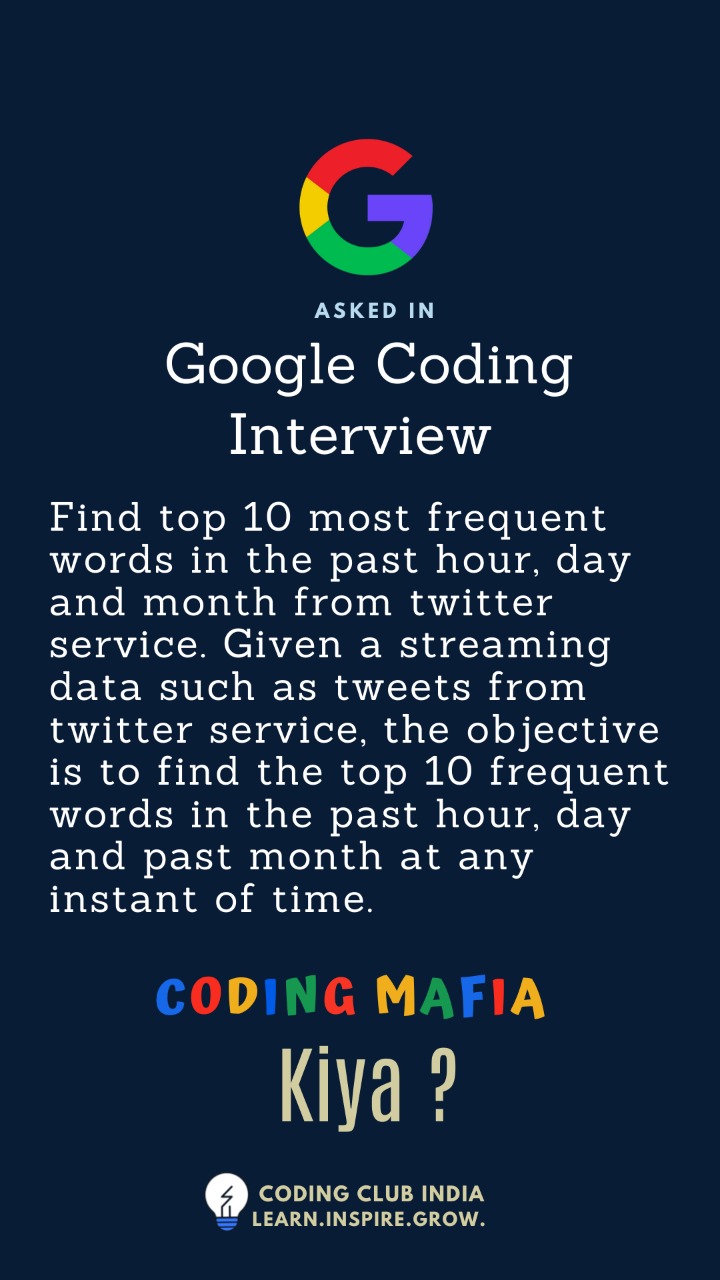 ASKED IN
Google Coding
Interview
Find top 10 most frequent
words in the past hour, day
and month from twitter
service. Given a streaming
data such as tweets from
twitter service, the objective
is to find the top 10 frequent
words in the past hour, day
and past month at any
instant of time.
CODING MAFIA
Kiya ?
CODING CLUB INDIA
LEARN.INSPIRE.GROW.